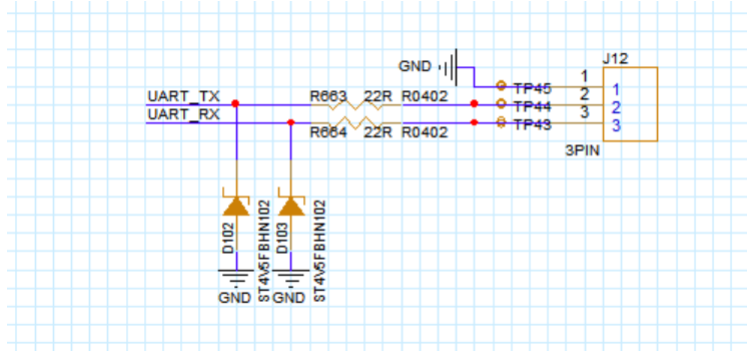 J12
GND
1
1
TP45
2
UART_TX
R663 22R R0402
TP44
2
3
UART_RX
R664 22R R0402
TP43
3
3PIN
D102
ST4V5FBHN102
D103
ST4V5FBHN102
GND
GND